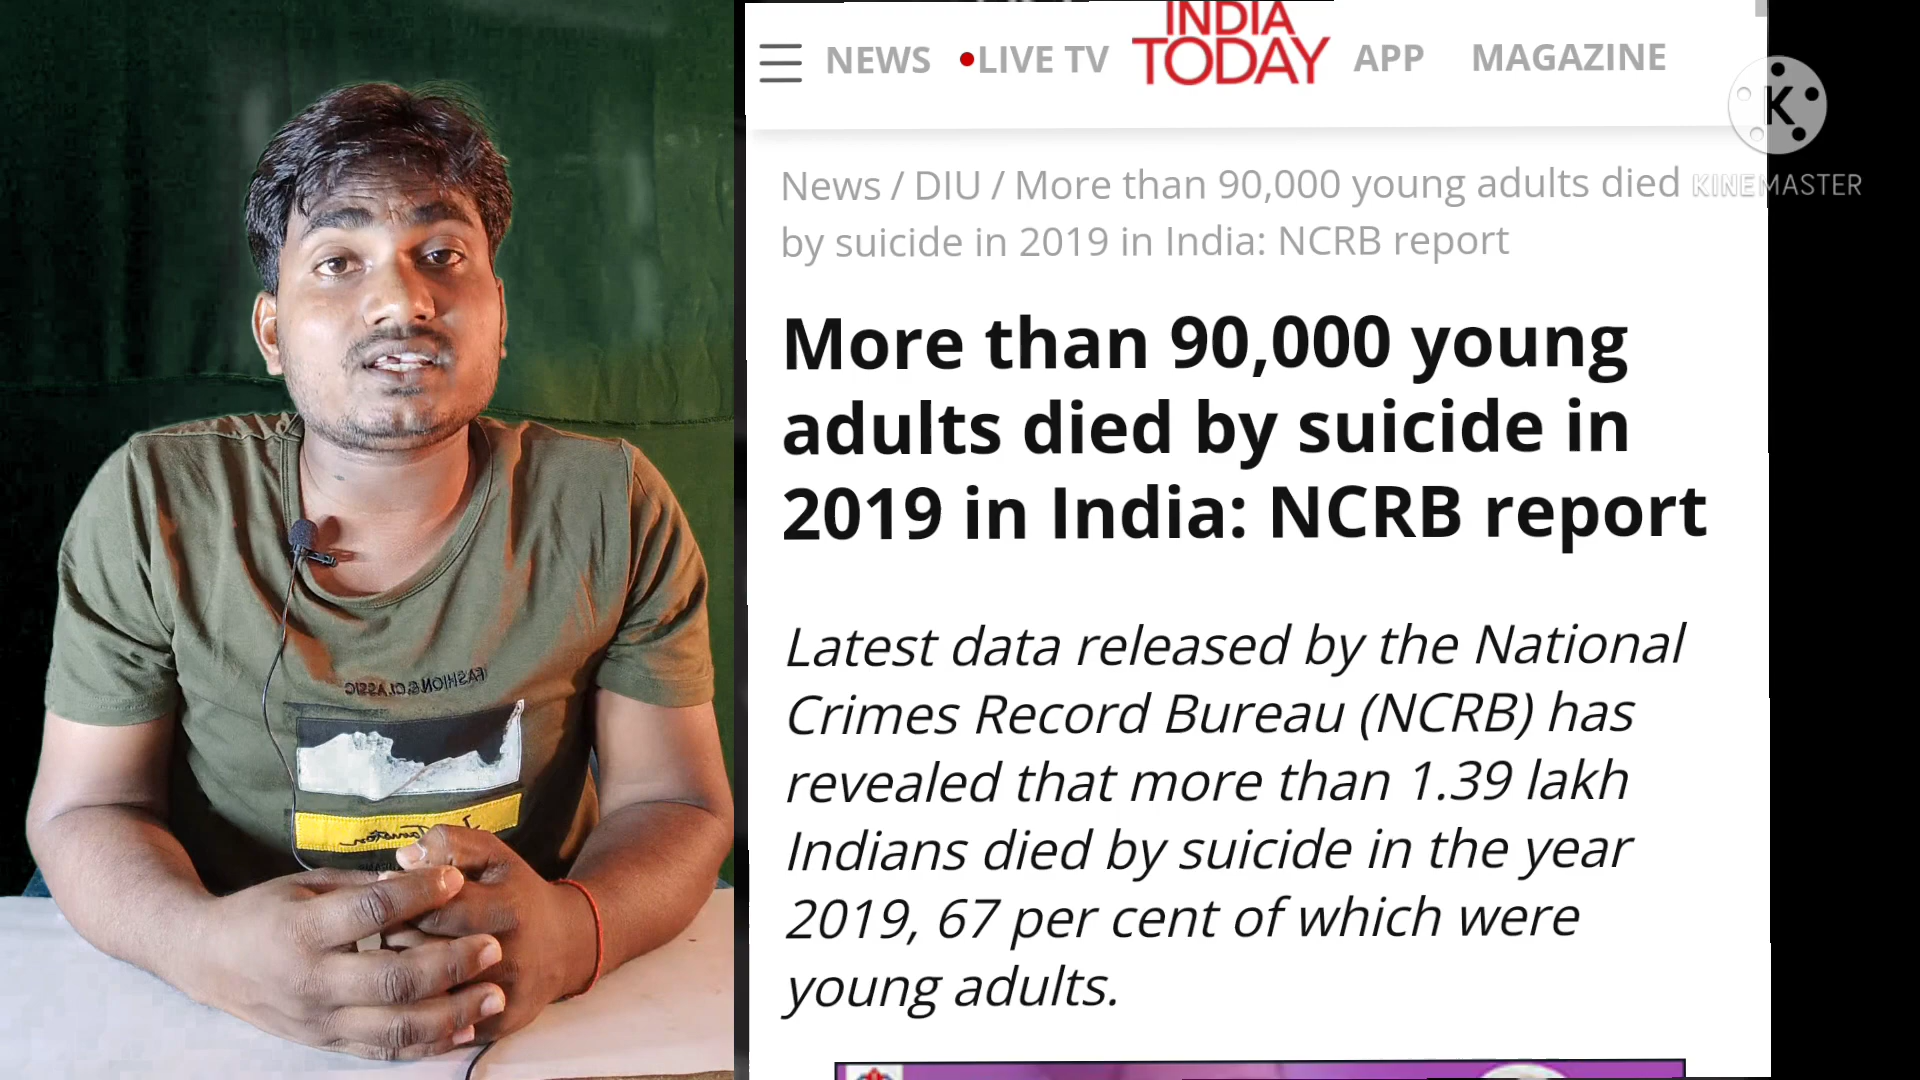 INDIA
NEWS
LIVE TV
TODAY
APP
MAGAZINE
K
KINEMASTER
News / DIU / More than 90,000 young adults died
by suicide in 2019 in India: NCRB report
More than 90,000 young
adults died by suicide in
2019 in India: NCRB report
Latest data released by the National
Crimes Record Bureau (NCRB) has
revealed that more than 1.39 lakh
Indians died by suicide in the year
2019, 67 per cent of which were
young adults.
FASHION&CLASSIC